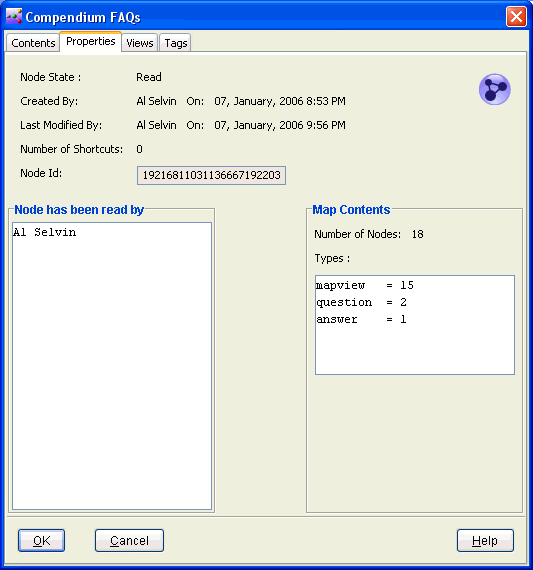 Compendium FAQs
Contents Properties Views Tags
Node State : Read
Created By: Al Selvin On: 07, January, 2006 8:53 PM
Last Modified By: Al Selvin On: 07, January, 2006 9:56 PM
Number of Shortcuts: 0
Node Id: 19216811031136667192203
Node has been read by
Al Selvin
Map Contents
Number of Nodes: 18
Types :
mapview = 15
question = 2
answer = 1
OK Cancel Help